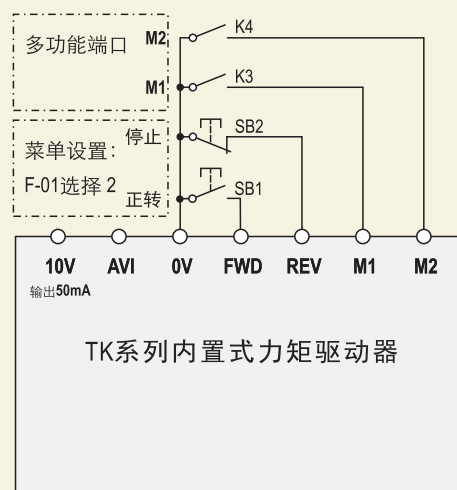 K4
多功能端口 M2
K3
M1
停止 SB2
菜单设置：
F-01选择 2
正转 SB1
10V AVI 0V FWD REV M1 M2
输出50mA
TK系列内置式力矩驱动器